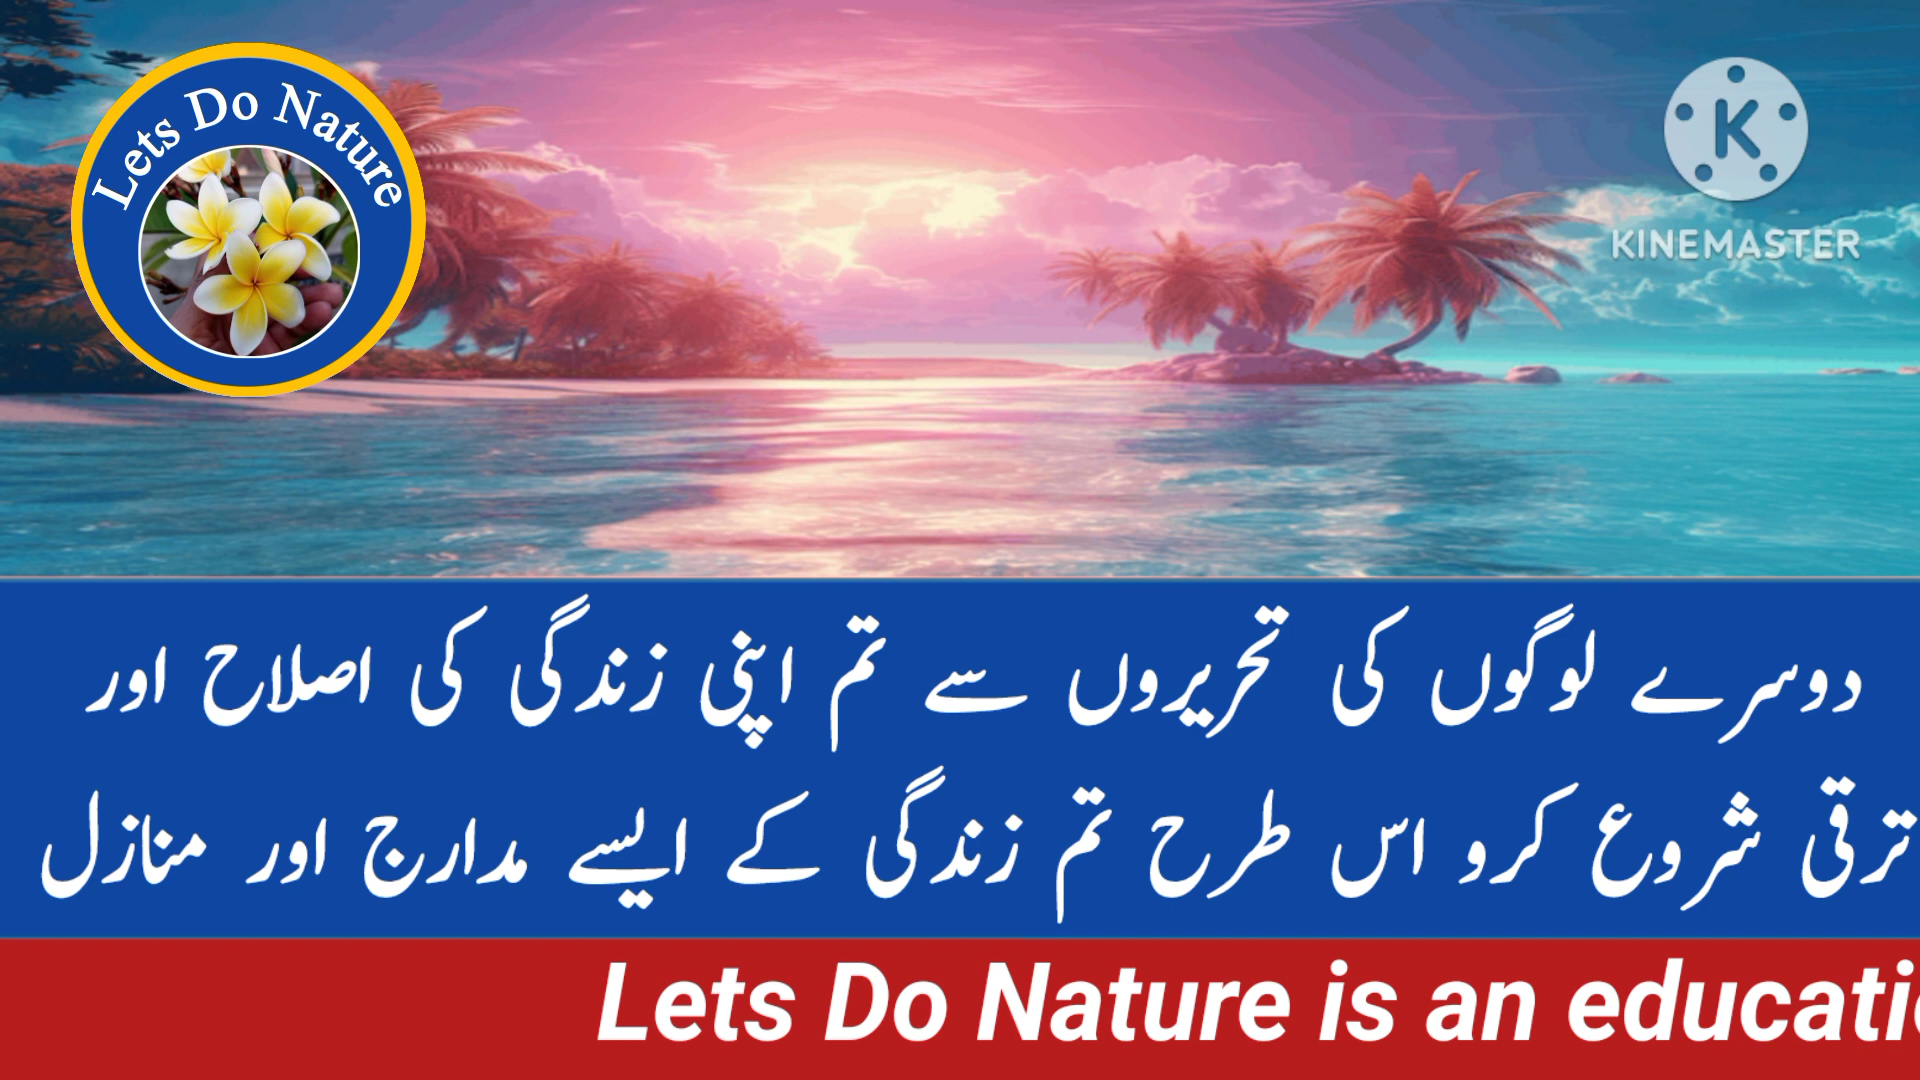 Lets Do Nature
KINEMASTER
دوسرے لوگوں کی تحریروں سے تم اپنی زندگی کی اصلاح اور
ترقی شروع کرو اس طرح تم زندگی کے ایسے مدارج اور منازل
Lets Do Nature is an educati